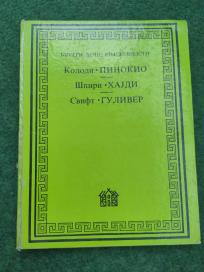 Колоди · ПИНОКИО
Шпири · ХАЈДИ
Свифт · ГУЛИВЕР